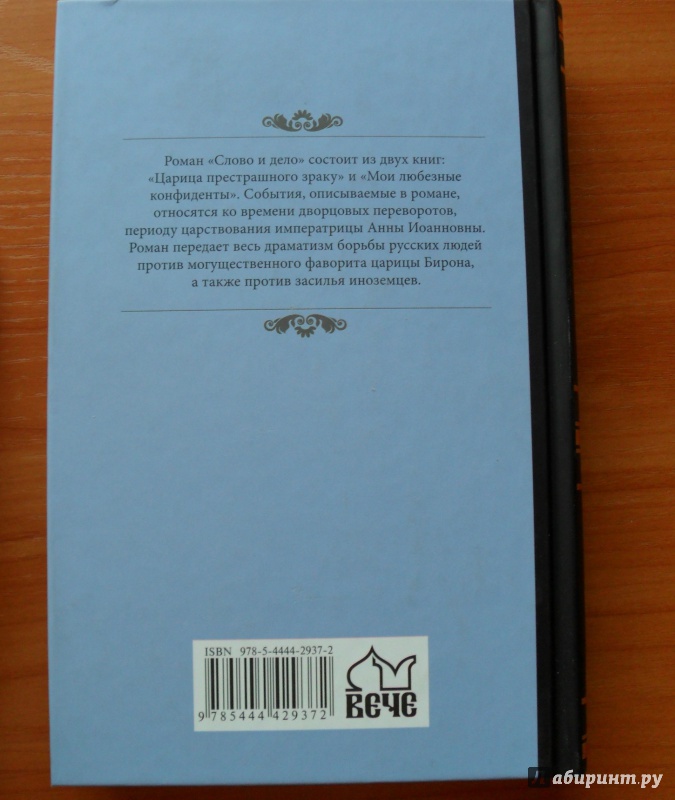 Роман «Слово и дело» состоит из двух книг:
«Царица престрашного зраку» и «Мои любезные
конфиденты». События, описываемые в романе,
относятся ко времени дворцовых переворотов,
периоду царствования императрицы Анны Иоанновны.
Роман передает весь драматизм борьбы русских людей
против могущественного фаворита царицы Бирона,
а также против засилья иноземцев.
ISBN 978-5-4444-2937-2
9 785444 429372
ВЕЧЕ
Лабиринт.ру